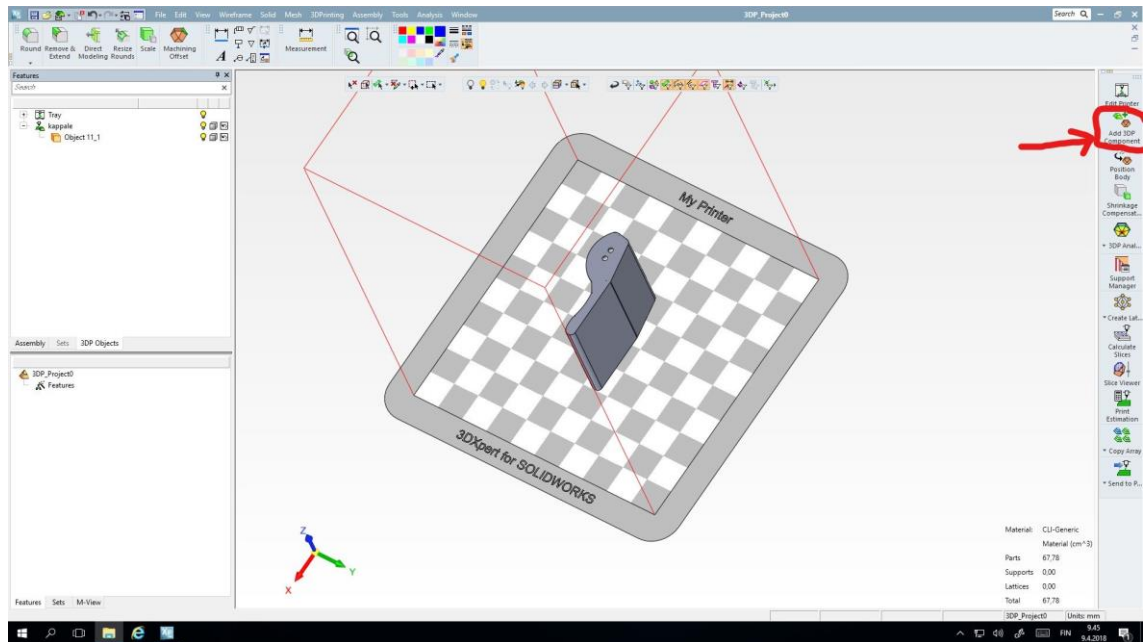 File Edit View Wireframe Solid Mesh 3DPrinting Assembly Tools Analysis Window
3DP_Project0
Search
Round
Remove & Extend
Direct Modeling
Resize Rounds
Scale
Machining Offset
Measurement
Features
Search
Tray
kappale
Object 11_1
Assembly Sets 3DP Objects
3DP_Project0
Features
Features Sets M-View
My Printer
3DXpert for SOLIDWORKS
Z
Y
X
Edit Printer
Add 3DP
Component
Position
Body
Shrinkage
Compensat...
3DP Anal...
Support
Manager
Create Lat...
Calculate
Slices
Slice Viewer
Print
Estimation
Copy Array
Send to P...
Material: CLI-Generic
Material (cm^3)
Parts 67,78
Supports 0,00
Lattices 0,00
Total 67,78
3DP_Project0 Units: mm
FIN
9.45
9.4.2018